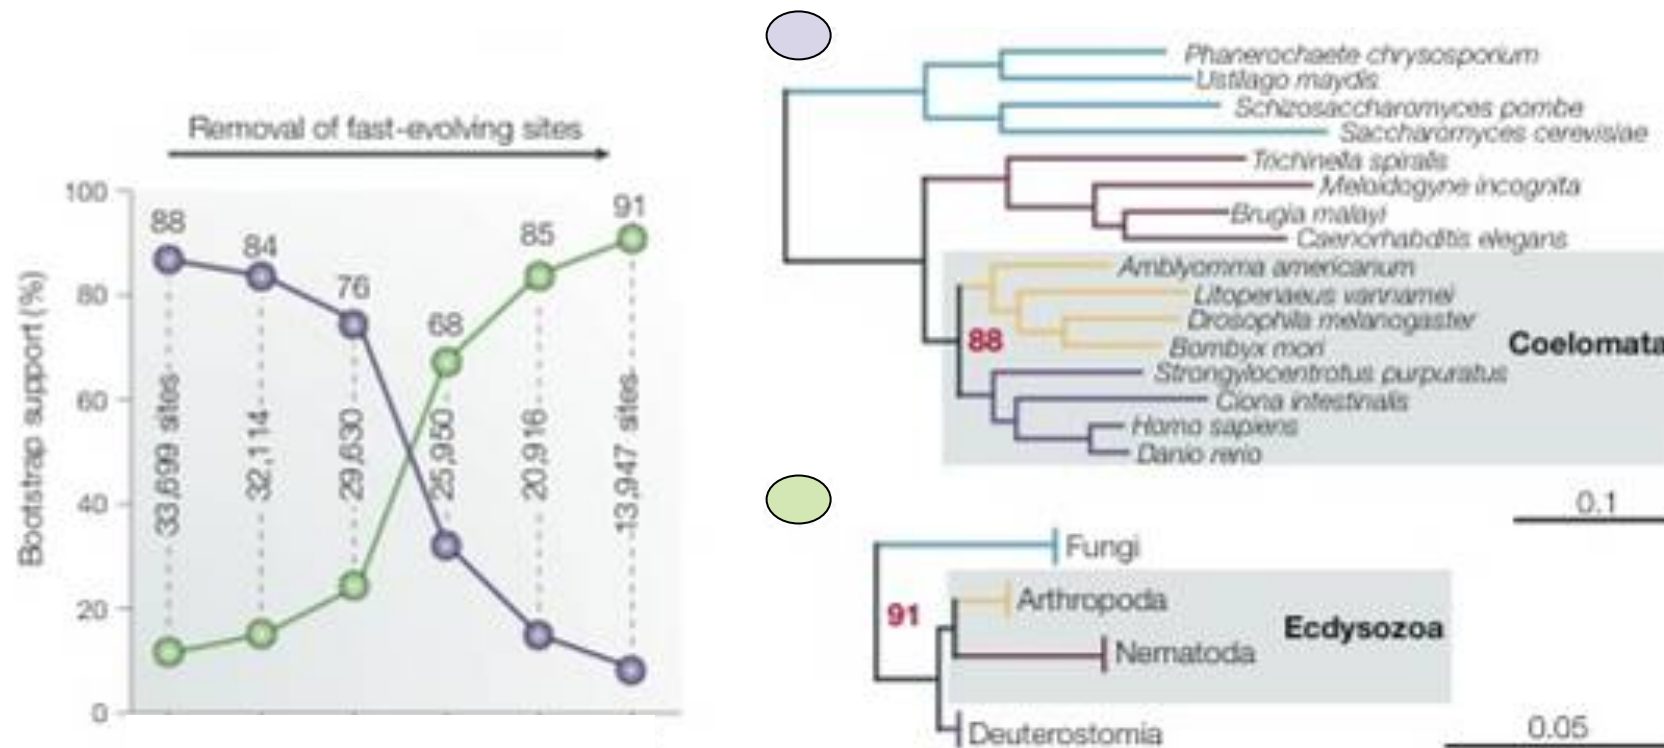 Removal of fast-evolving sites
Bootstrap support (%)
100
80
60
40
20
0
88
84
76
68
85
91
33,699 sites
32,114
29,630
25,950
20,916
13,947 sites
Phanerochaete chrysosporium
Ustilago maydis
Schizosaccharomyces pombe
Saccharomyces cerevisiae
Trichinella spiralis
Meloidogyne incognita
Brugia malayi
Caenorhabditis elegans
Amblyomma americanum
Litopenaeus vannamei
Drosophila melanogaster
Bombyx mori
Strongylocentrotus purpuratus
Ciona intestinalis
Homo sapiens
Danio rerio
88
Coelomata
0.1
Fungi
Arthropoda
91
Ecdysozoa
Nematoda
Deuterostomia
0.05